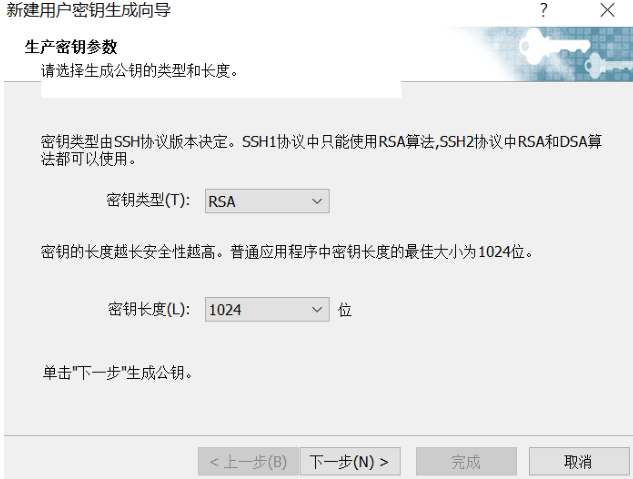 新建用户密钥生成向导
?
生产密钥参数
请选择生成公钥的类型和长度。
密钥类型由SSH协议版本决定。SSH1协议中只能使用RSA算法,SSH2协议中RSA和DSA算
法都可以使用。
密钥类型(T): RSA
密钥的长度越长安全性越高。普通应用程序中密钥长度的最佳大小为1024位。
密钥长度(L): 1024 位
单击"下一步"生成公钥。
< 上一步(B) 下一步(N) > 完成 取消